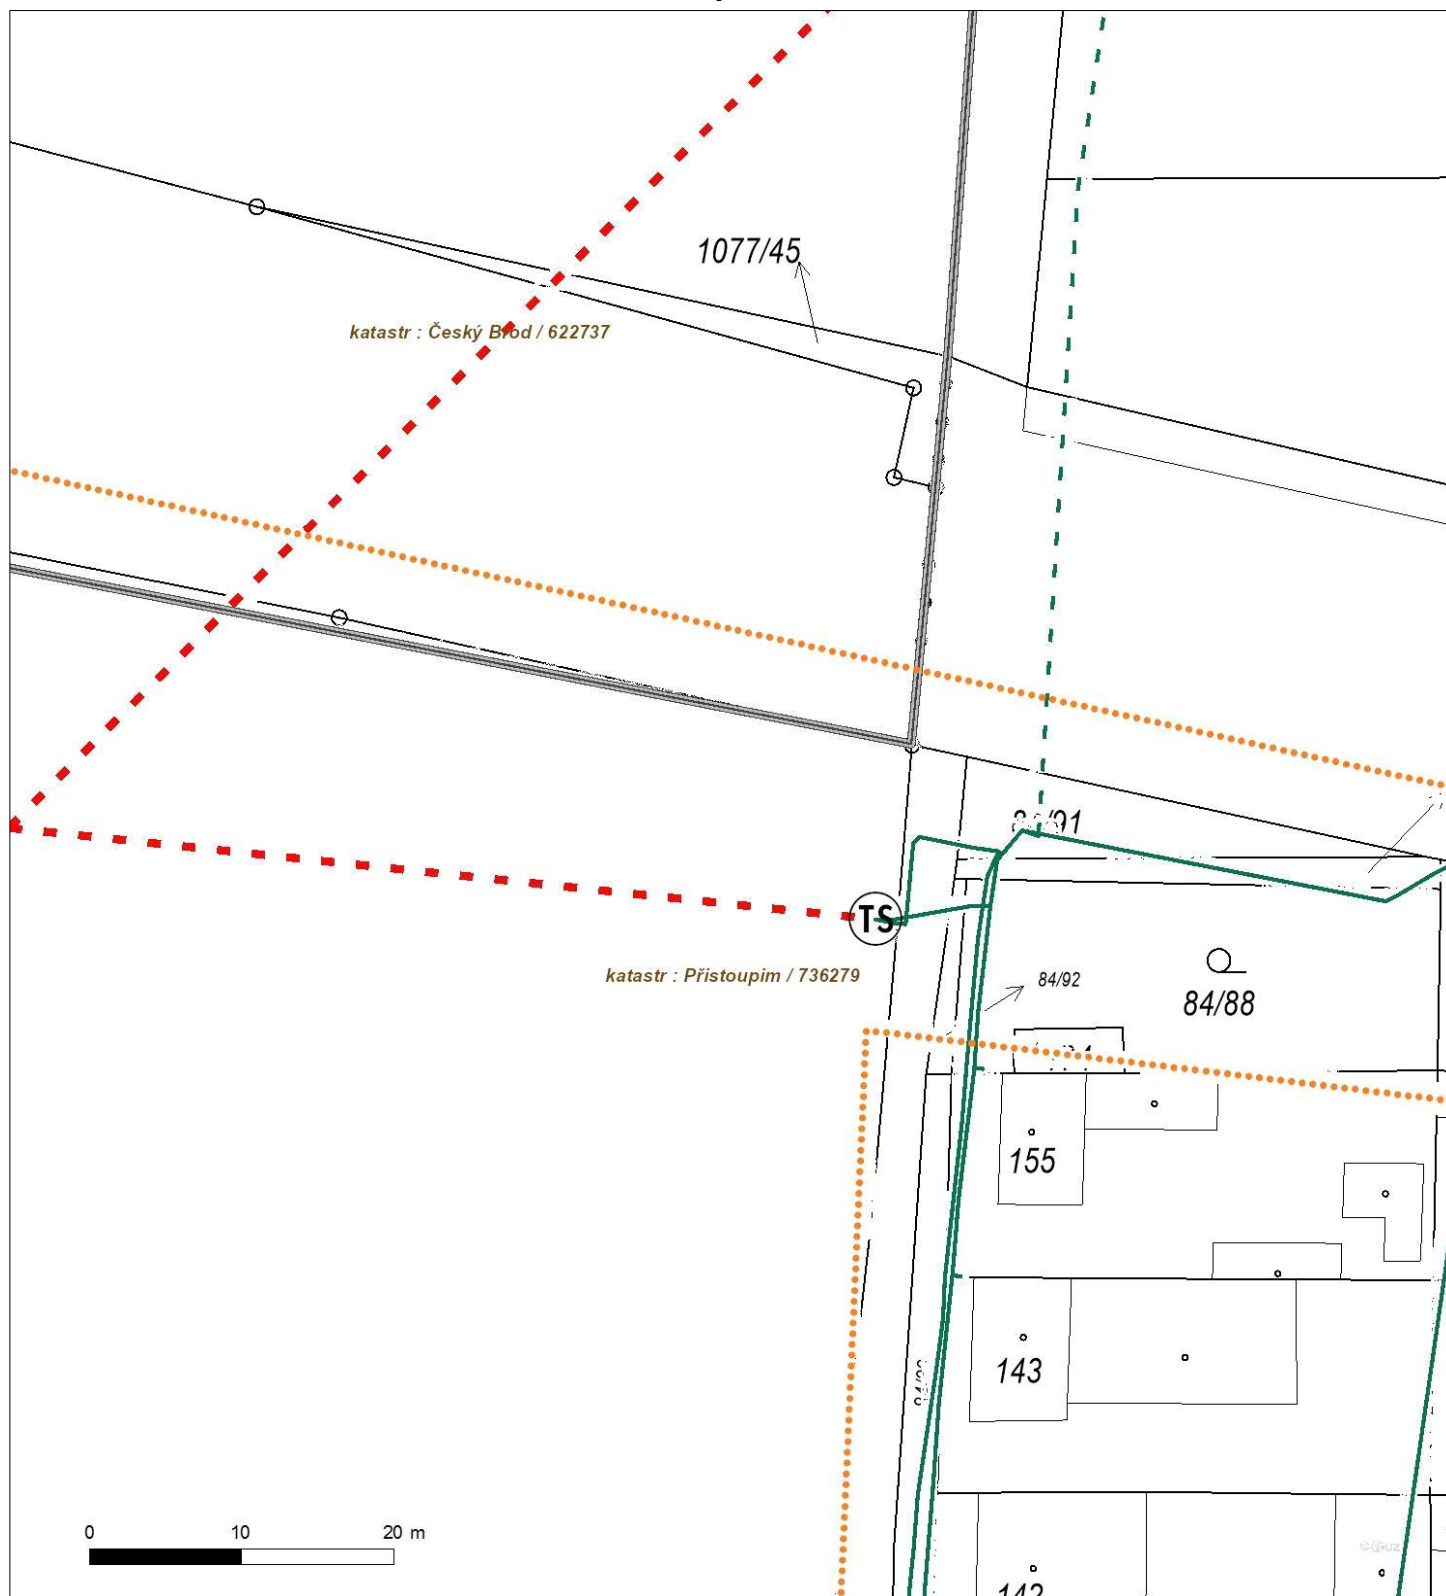 1077/45
katastr : Český Brod / 622737
TS
katastr : Přistoupim / 736279
84/92
84/88
155
143
0 10 20 m